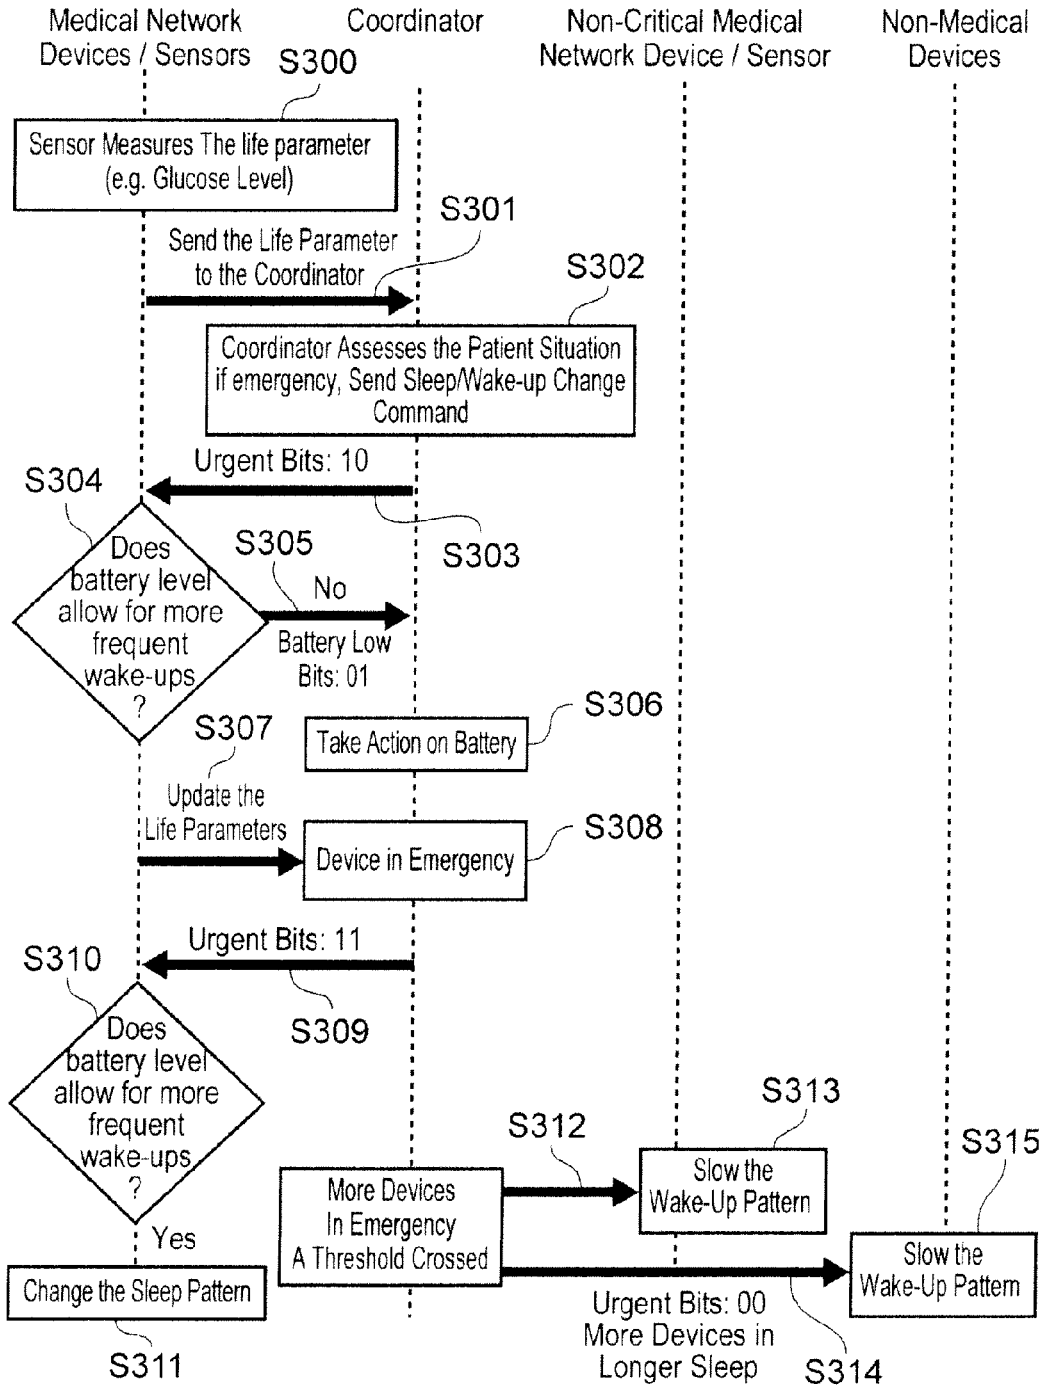 Medical Network
Devices / Sensors
Coordinator
Non-Critical Medical
Network Device / Sensor
Non-Medical
Devices
S300
Sensor Measures The life parameter
(e.g. Glucose Level)
S301
Send the Life Parameter
to the Coordinator
S302
Coordinator Assesses the Patient Situation
if emergency, Send Sleep/Wake-up Change
Command
Urgent Bits: 10
S303
S304
Does
battery level
allow for more
frequent
wake-ups
?
S305
No
Battery Low
Bits: 01
S306
Take Action on Battery
S307
Update the
Life Parameters
S308
Device in Emergency
Urgent Bits: 11
S309
S310
Does
battery level
allow for more
frequent
wake-ups
?
Yes
Change the Sleep Pattern
S311
More Devices
In Emergency
A Threshold Crossed
S312
S313
Slow the
Wake-Up Pattern
S315
Slow the
Wake-Up Pattern
Urgent Bits: 00
More Devices in
Longer Sleep
S314